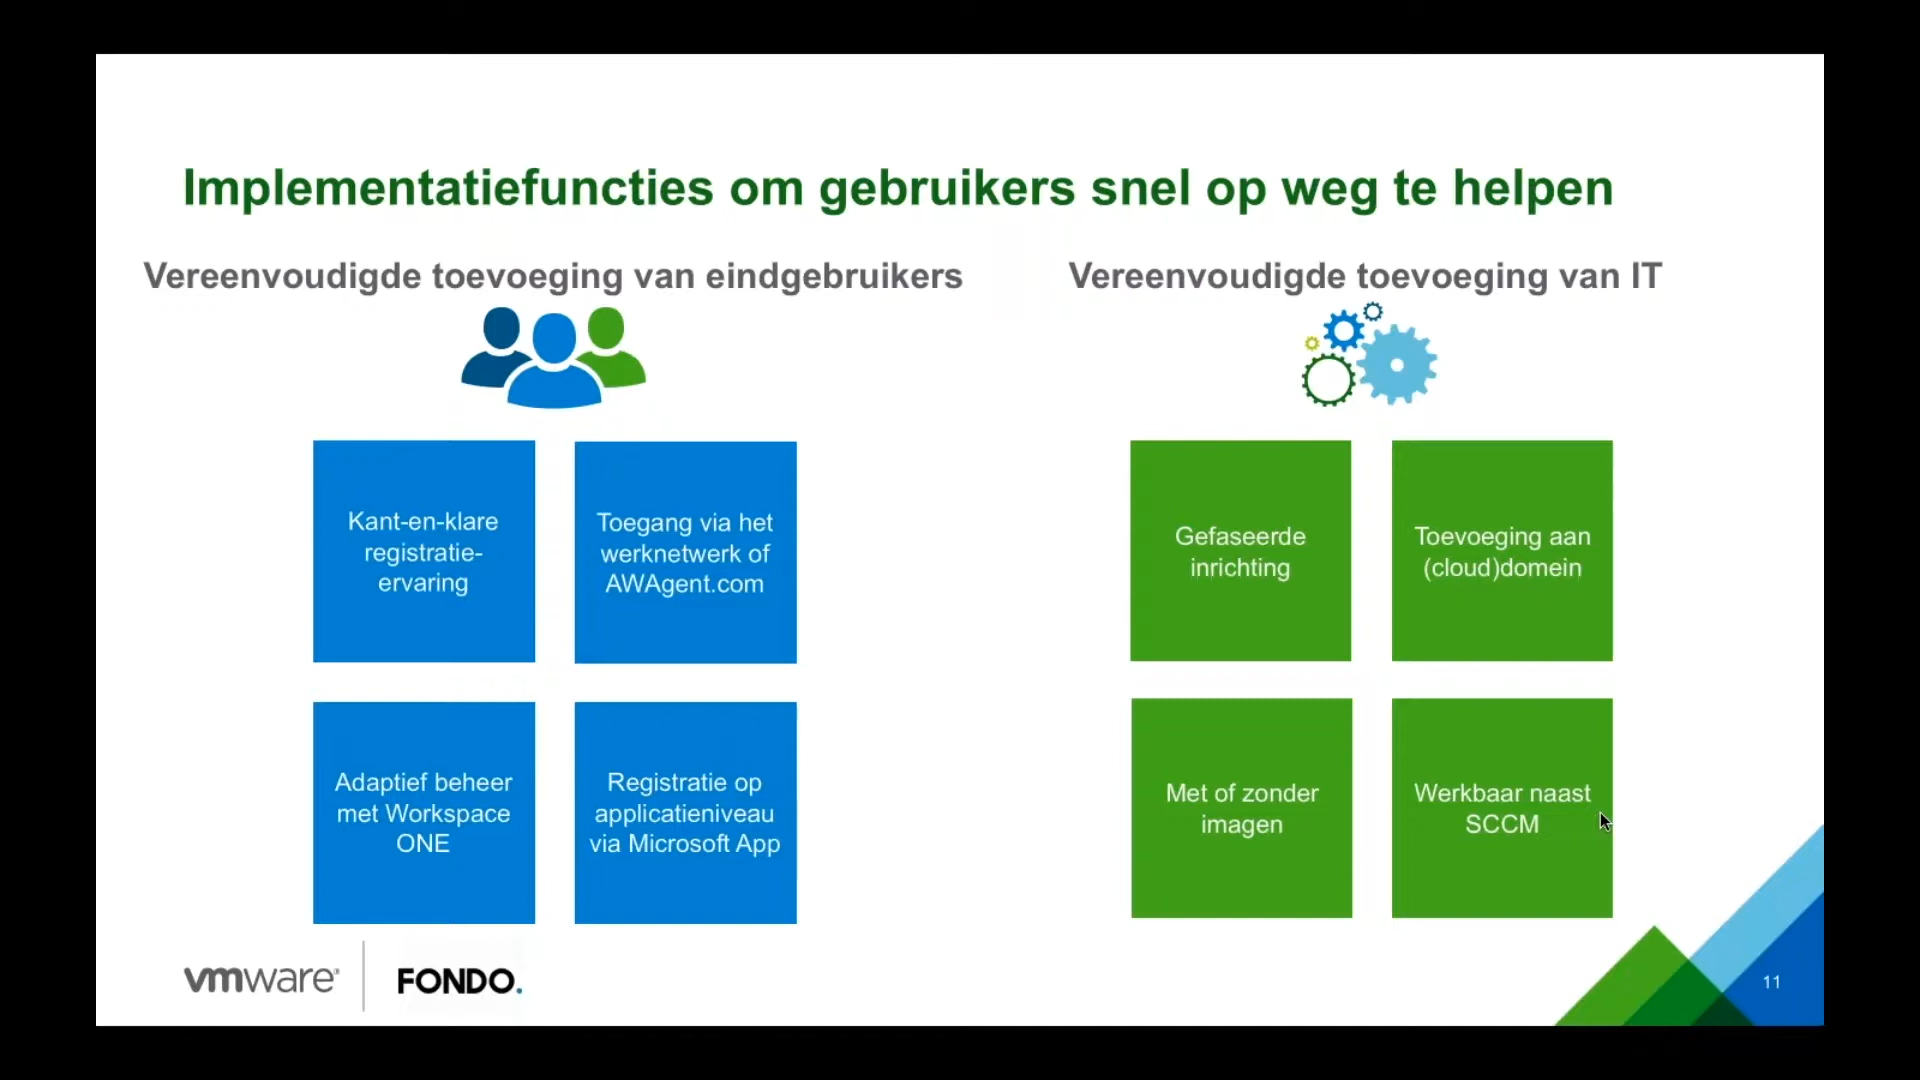 Implementatiefuncties om gebruikers snel op weg te helpen
Vereenvoudigde toevoeging van eindgebruikers
Kant-en-klare
registratie-
ervaring
Toegang via het
werknetwerk of
AWAgent.com
Adaptief beheer
met Workspace
ONE
Registratie op
applicatieniveau
via Microsoft App
Vereenvoudigde toevoeging van IT
Gefaseerde
inrichting
Toevoeging aan
(cloud)domein
Met of zonder
imagen
Werkbaar naast
SCCM
vmware®
FONDO.
11